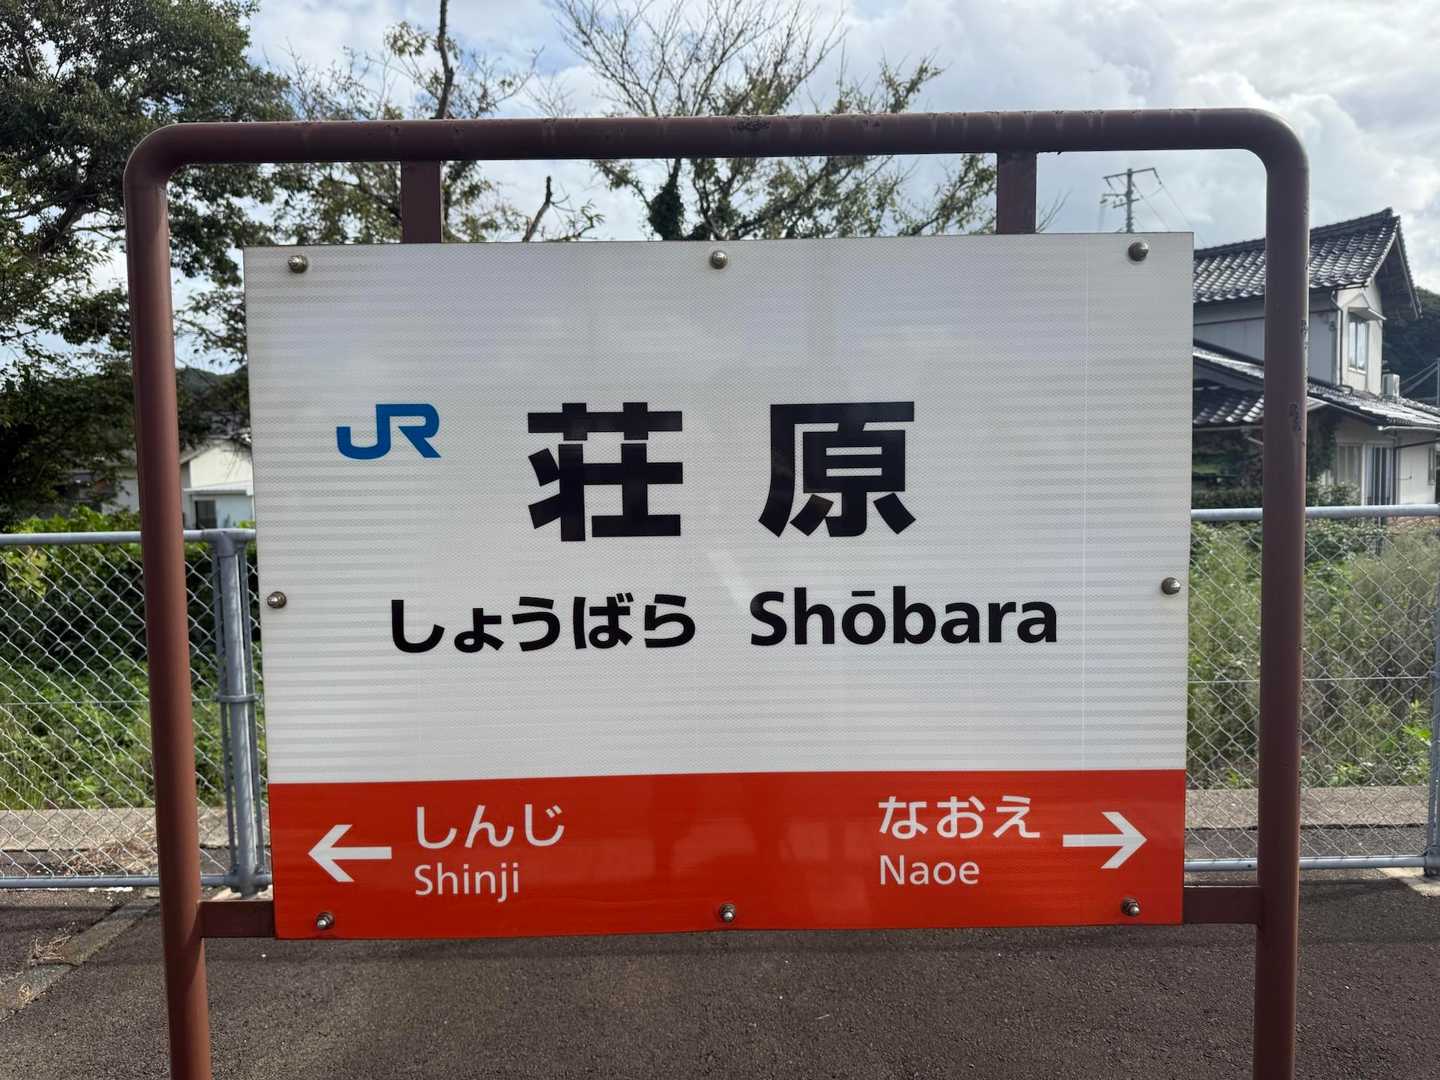 JR 荘原
しょうばら Shōbara
しんじ
Shinji
なおえ
Naoe